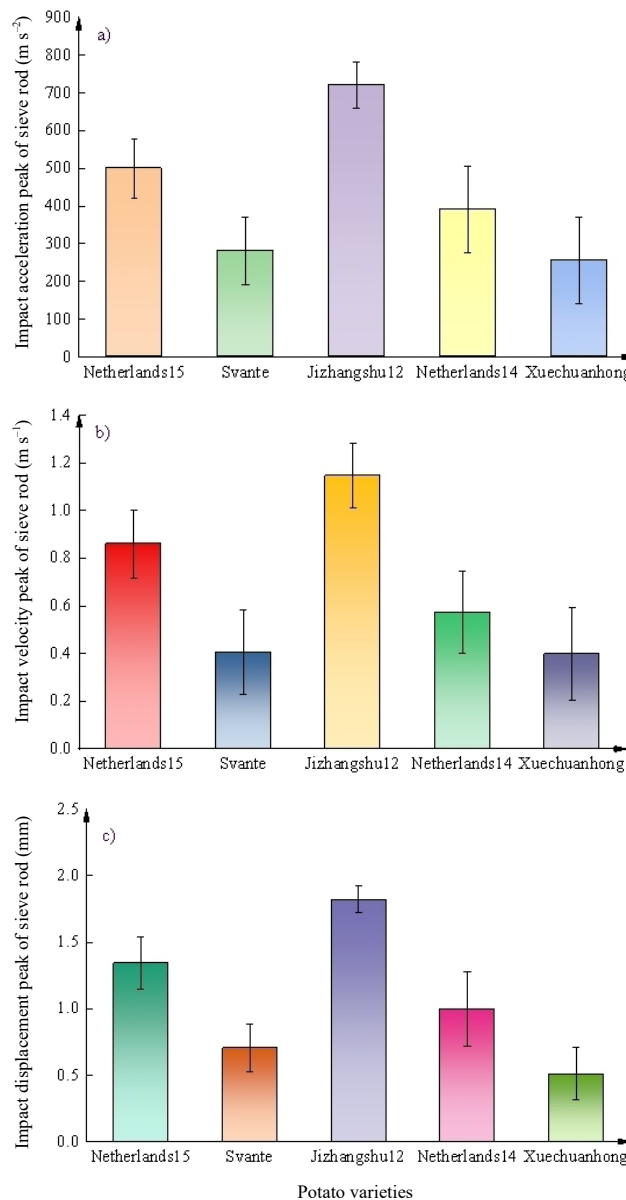 Impact acceleration peak of sieve rod (m s⁻²)
a)
900
800
700
600
500
400
300
200
100
0
Netherlands15 Svante Jizhangshu12 Netherlands14 Xuechuanhong
Impact velocity peak of sieve rod (m s⁻¹)
b)
1.4
1.2
1.0
0.8
0.6
0.4
0.2
0.0
Netherlands15 Svante Jizhangshu12 Netherlands14 Xuechuanhong
Impact displacement peak of sieve rod (mm)
c)
2.5
2.0
1.5
1.0
0.5
0.0
Netherlands15 Svante Jizhangshu12 Netherlands14 Xuechuanhong
Potato varieties